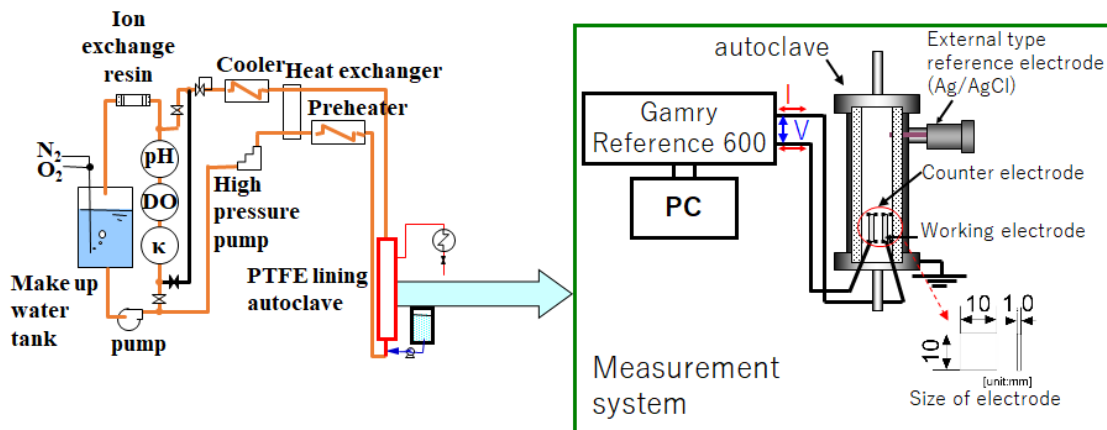 Ion
exchange
resin
Cooler
Heat exchanger
Preheater
N₂
O₂
pH
DO
κ
High
pressure
pump
Make up
water
tank
pump
PTFE lining
autoclave
autoclave
External type
reference electrode
(Ag/AgCl)
Gamry
Reference 600
I
V
PC
Counter electrode
Working electrode
10
1.0
10
[unit:mm]
Size of electrode
Measurement
system